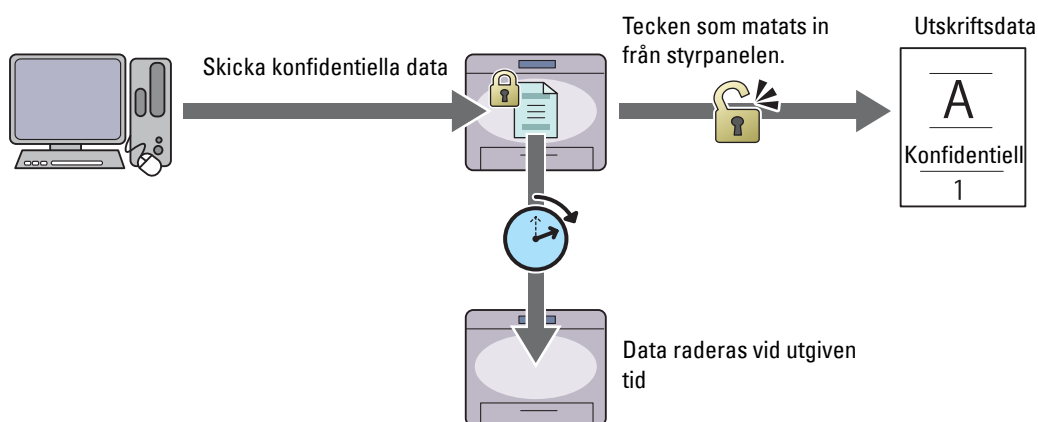 Skicka konfidentiella data
Tecken som matats in
från styrpanelen.
Utskriftsdata
A
Konfidentiell
1
Data raderas vid utgiven
tid